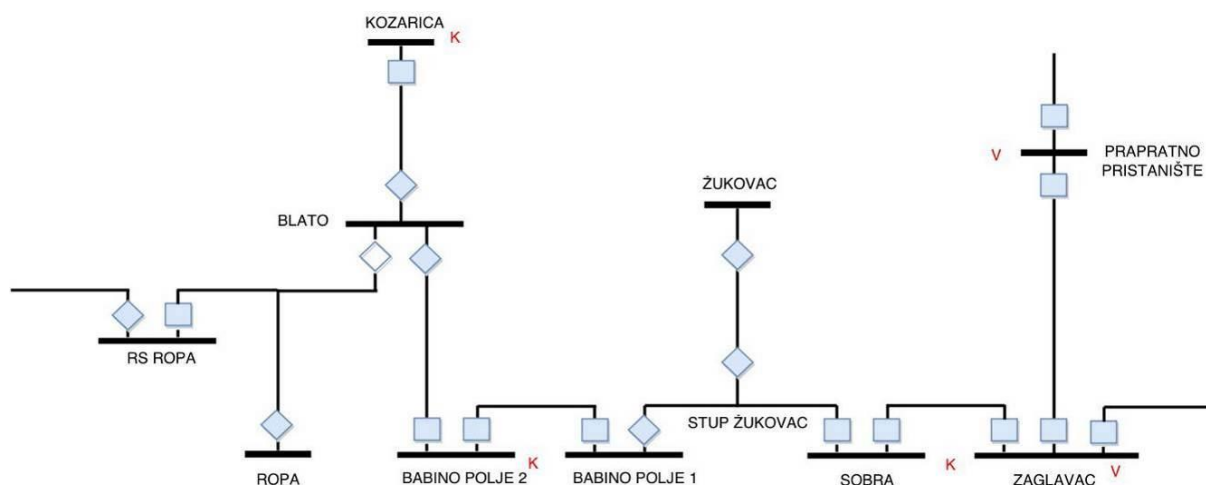 KOZARICA
K
V
PRAPRATNO
PRISTANIŠTE
ŽUKOVAC
BLATO
RS ROPA
STUP ŽUKOVAC
ROPA
BABINO POLJE 2
K
BABINO POLJE 1
SOBRA
K
ZAGLAVAC
V